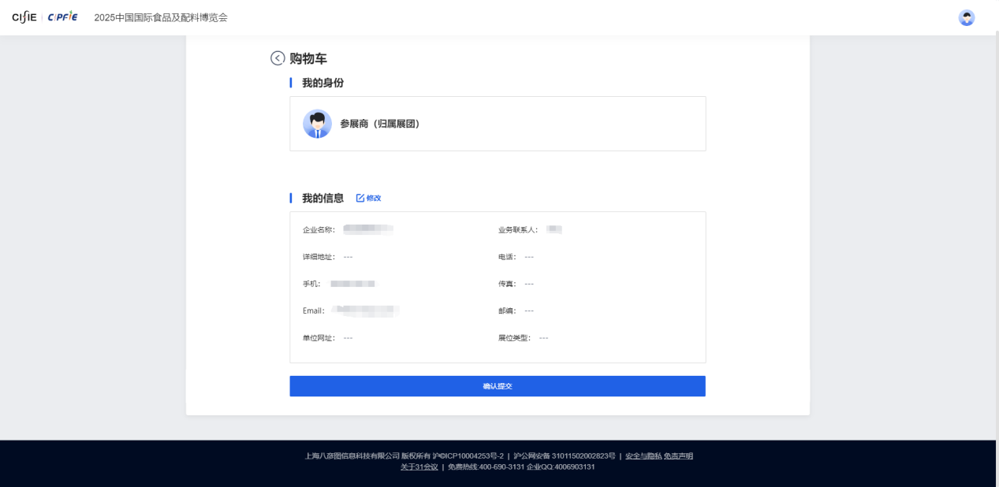 CIFIE CIPFIE 2025中国国际食品及配料博览会
购物车
我的身份
参展商（归属展团）
我的信息 修改
企业名称： 业务联系人：
详细地址： --- 电话： ---
手机： 传真： ---
Email： 邮编： ---
单位网址： --- 展位类型： ---
确认提交
上海八彦图信息科技有限公司 版权所有 沪ICP10004253号-2 | 沪公网安备 31011502002823号 | 安全与隐私 免责声明
关于31会议 | 免费热线:400-690-3131 企业QQ:4006903131